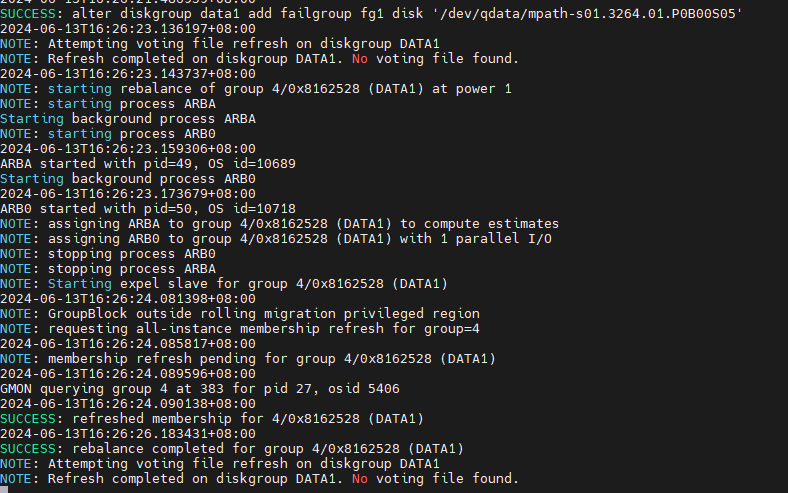 SUCCESS: alter diskgroup data1 add failgroup fg1 disk '/dev/qdata/mpath-s01.3264.01.P0B00S05'
2024-06-13T16:26:23.136197+08:00
NOTE: Attempting voting file refresh on diskgroup DATA1
NOTE: Refresh completed on diskgroup DATA1. No voting file found.
2024-06-13T16:26:23.143737+08:00
NOTE: starting rebalance of group 4/0x8162528 (DATA1) at power 1
NOTE: starting process ARBA
Starting background process ARBA
NOTE: starting process ARB0
2024-06-13T16:26:23.159306+08:00
ARBA started with pid=49, OS id=10689
Starting background process ARB0
2024-06-13T16:26:23.173679+08:00
ARB0 started with pid=50, OS id=10718
NOTE: assigning ARBA to group 4/0x8162528 (DATA1) to compute estimates
NOTE: assigning ARB0 to group 4/0x8162528 (DATA1) with 1 parallel I/O
NOTE: stopping process ARB0
NOTE: stopping process ARBA
NOTE: Starting expel slave for group 4/0x8162528 (DATA1)
2024-06-13T16:26:24.081398+08:00
NOTE: GroupBlock outside rolling migration privileged region
NOTE: requesting all-instance membership refresh for group=4
2024-06-13T16:26:24.085817+08:00
NOTE: membership refresh pending for group 4/0x8162528 (DATA1)
2024-06-13T16:26:24.089596+08:00
GMON querying group 4 at 383 for pid 27, osid 5406
2024-06-13T16:26:24.090138+08:00
SUCCESS: refreshed membership for 4/0x8162528 (DATA1)
2024-06-13T16:26:26.183431+08:00
SUCCESS: rebalance completed for group 4/0x8162528 (DATA1)
NOTE: Attempting voting file refresh on diskgroup DATA1
NOTE: Refresh completed on diskgroup DATA1. No voting file found.